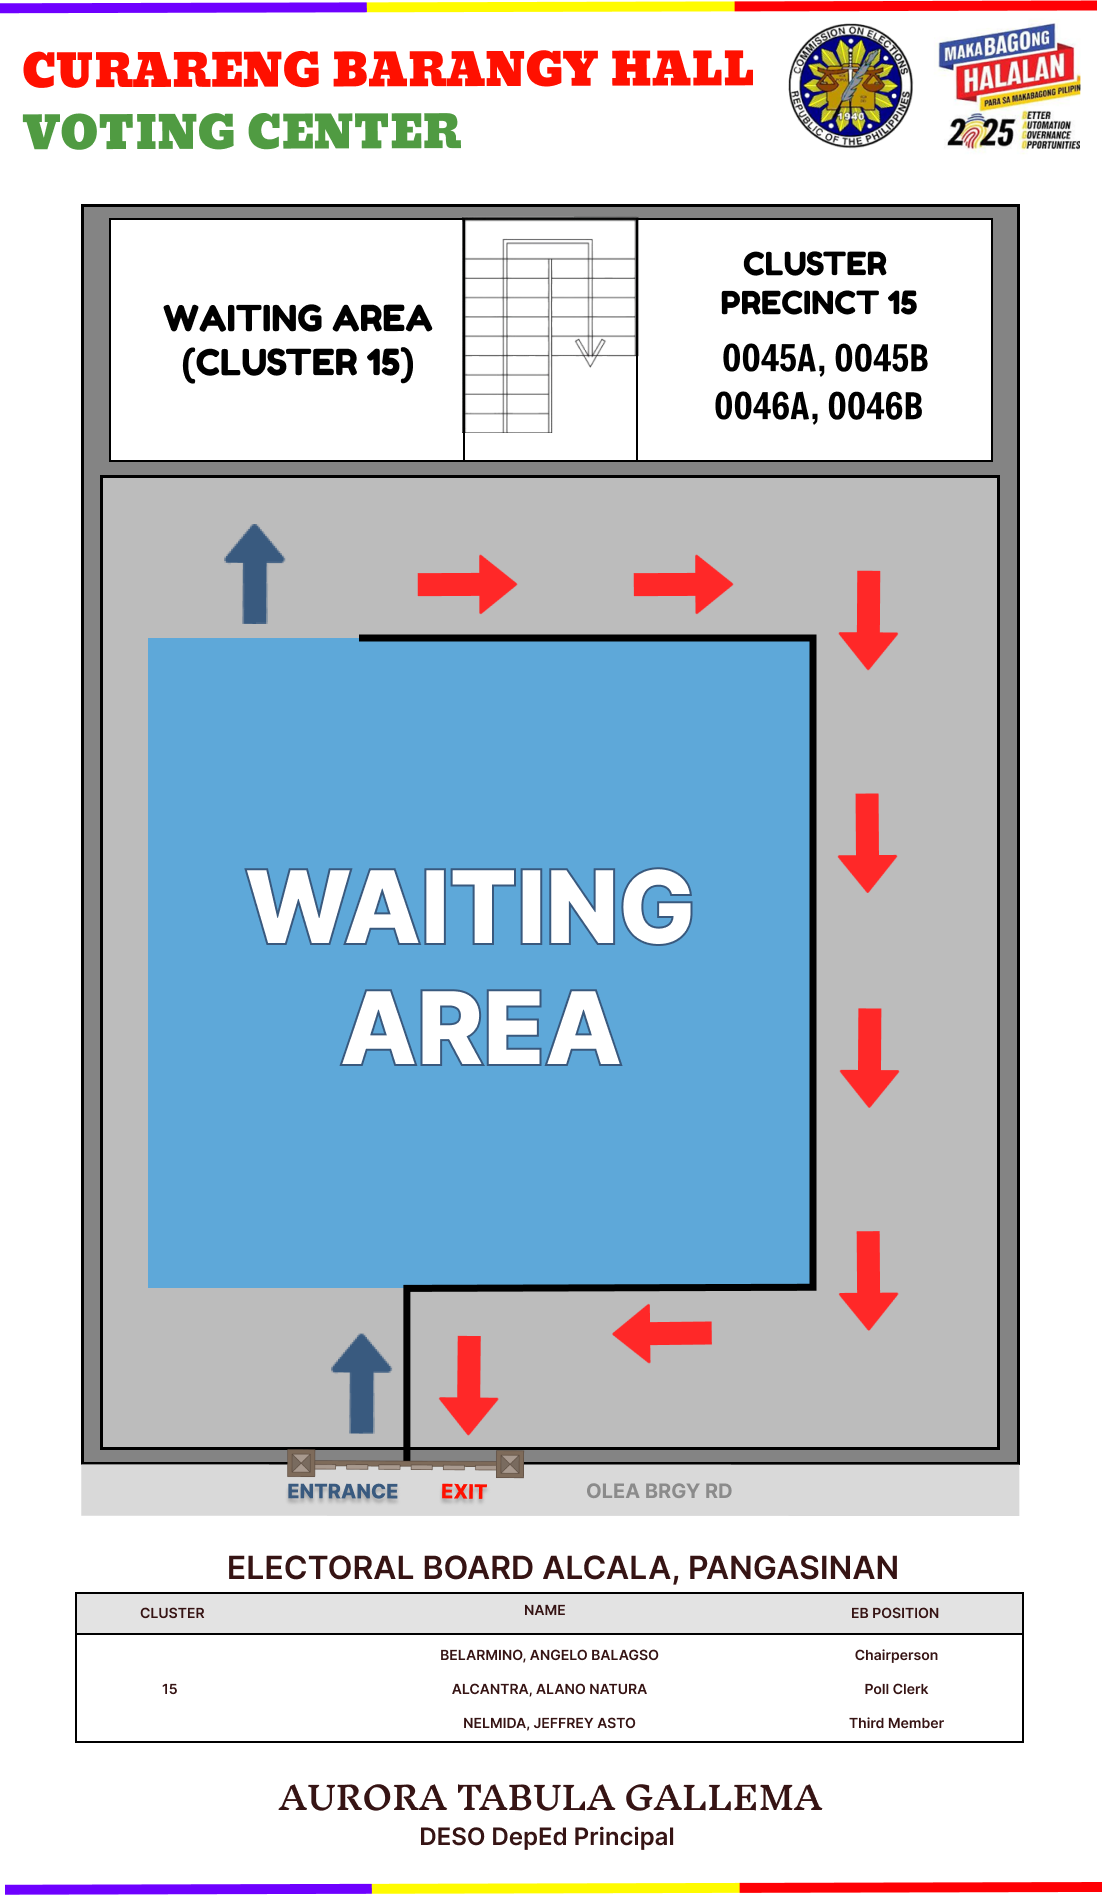 CURARENG BARANGY HALL
VOTING CENTER
COMMISSION ON ELECTIONS
1940
REPUBLIC OF THE PHILIPPINES
MAKABAGONG
HALALAN
PARA SA MAKABAGONG PILIPIN
2025
BETTER
AUTOMATION
GOVERNANCE
OPPORTUNITIES
WAITING AREA
(CLUSTER 15)
CLUSTER
PRECINCT 15
0045A, 0045B
0046A, 0046B
WAITING
AREA
ENTRANCE
EXIT
OLEA BRGY RD
ELECTORAL BOARD ALCALA, PANGASINAN
CLUSTER NAME EB POSITION
BELARMINO, ANGELO BALAGSO Chairperson
15 ALCANTRA, ALANO NATURA Poll Clerk
NELMIDA, JEFFREY ASTO Third Member
AURORA TABULA GALLEMA
DESO DepEd Principal